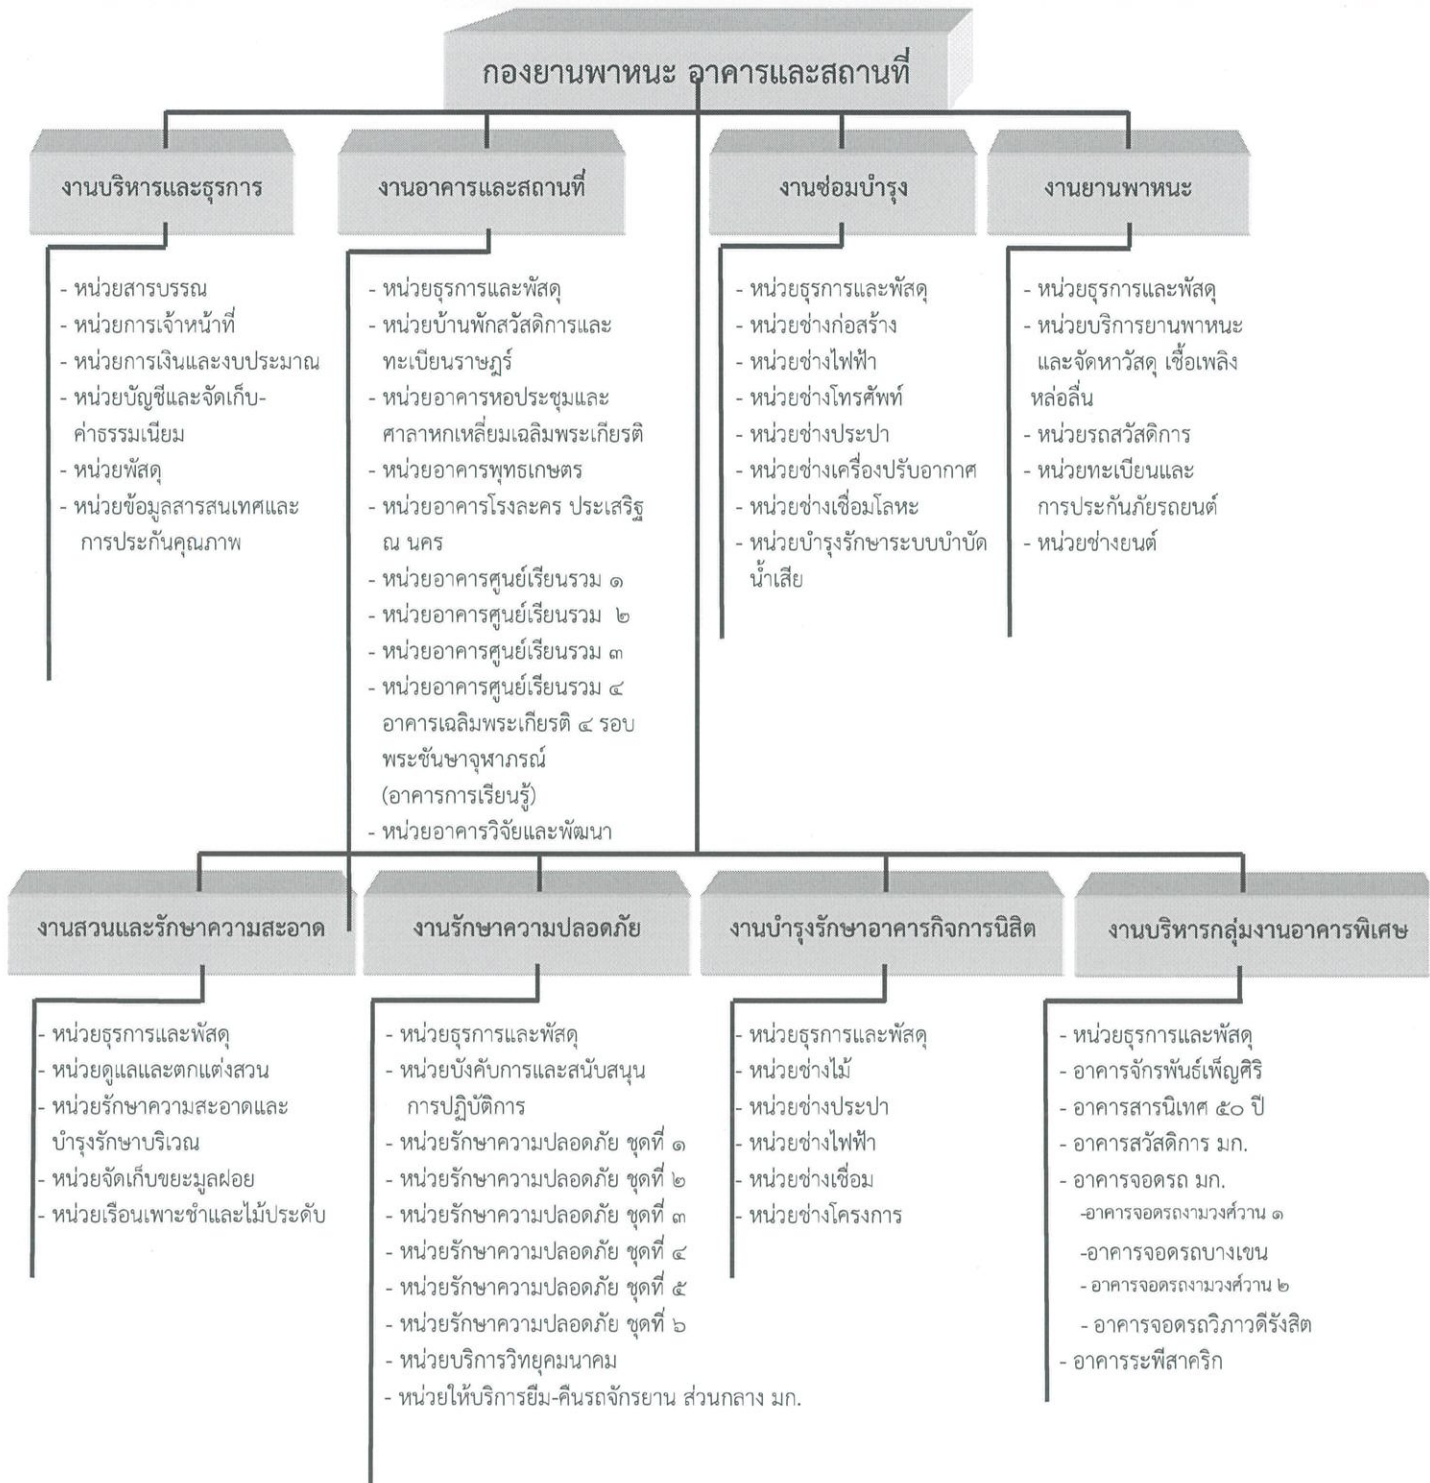 กองยานพาหนะ อาคารและสถานที่
งานบริหารและธุรการ
- หน่วยสารบรรณ
- หน่วยการเจ้าหน้าที่
- หน่วยการเงินและงบประมาณ
- หน่วยบัญชีและจัดเก็บ-
ค่าธรรมเนียม
- หน่วยพัสดุ
- หน่วยข้อมูลสารสนเทศและ
การประกันคุณภาพ
งานอาคารและสถานที่
- หน่วยธุรการและพัสดุ
- หน่วยบ้านพักสวัสดิการและ
ทะเบียนราษฎร์
- หน่วยอาคารหอประชุมและ
ศาลาหกเหลี่ยมเฉลิมพระเกียรติ
- หน่วยอาคารพุทธเกษตร
- หน่วยอาคารโรงละคร ประเสริฐ
ณ นคร
- หน่วยอาคารศูนย์เรียนรวม ๑
- หน่วยอาคารศูนย์เรียนรวม ๒
- หน่วยอาคารศูนย์เรียนรวม ๓
- หน่วยอาคารศูนย์เรียนรวม ๔
อาคารเฉลิมพระเกียรติ ๔ รอบ
พระชันษาจุฬาภรณ์
(อาคารการเรียนรู้)
- หน่วยอาคารวิจัยและพัฒนา
งานซ่อมบำรุง
- หน่วยธุรการและพัสดุ
- หน่วยช่างก่อสร้าง
- หน่วยช่างไฟฟ้า
- หน่วยช่างโทรศัพท์
- หน่วยช่างประปา
- หน่วยช่างเครื่องปรับอากาศ
- หน่วยช่างเชื่อมโลหะ
- หน่วยบำรุงรักษาระบบบำบัด
น้ำเสีย
งานยานพาหนะ
- หน่วยธุรการและพัสดุ
- หน่วยบริการยานพาหนะ
และจัดหาวัสดุ เชื้อเพลิง
หล่อลื่น
- หน่วยรถสวัสดิการ
- หน่วยทะเบียนและ
การประกันภัยรถยนต์
- หน่วยช่างยนต์
งานสวนและรักษาความสะอาด
- หน่วยธุรการและพัสดุ
- หน่วยดูแลและตกแต่งสวน
- หน่วยรักษาความสะอาดและ
บำรุงรักษาบริเวณ
- หน่วยจัดเก็บขยะมูลฝอย
- หน่วยเรือนเพาะชำและไม้ประดับ
งานรักษาความปลอดภัย
- หน่วยธุรการและพัสดุ
- หน่วยบังคับการและสนับสนุน
การปฏิบัติการ
- หน่วยรักษาความปลอดภัย ชุดที่ ๑
- หน่วยรักษาความปลอดภัย ชุดที่ ๒
- หน่วยรักษาความปลอดภัย ชุดที่ ๓
- หน่วยรักษาความปลอดภัย ชุดที่ ๔
- หน่วยรักษาความปลอดภัย ชุดที่ ๕
- หน่วยรักษาความปลอดภัย ชุดที่ ๖
- หน่วยบริการวิทยุคมนาคม
- หน่วยให้บริการยืม-คืนรถจักรยาน ส่วนกลาง มก.
งานบำรุงรักษาอาคารกิจการนิสิต
- หน่วยธุรการและพัสดุ
- หน่วยช่างไม้
- หน่วยช่างประปา
- หน่วยช่างไฟฟ้า
- หน่วยช่างเชื่อม
- หน่วยช่างโครงการ
งานบริหารกลุ่มงานอาคารพิเศษ
- หน่วยธุรการและพัสดุ
- อาคารจักรพันธ์เพ็ญศิริ
- อาคารสารนิเทศ ๕๐ ปี
- อาคารสวัสดิการ มก.
- อาคารจอดรถ มก.
-อาคารจอดรถงามวงศ์วาน ๑
-อาคารจอดรถบางเขน
- อาคารจอดรถงามวงศ์วาน ๒
- อาคารจอดรถวิภาวดีรังสิต
- อาคารระพีสาคริก